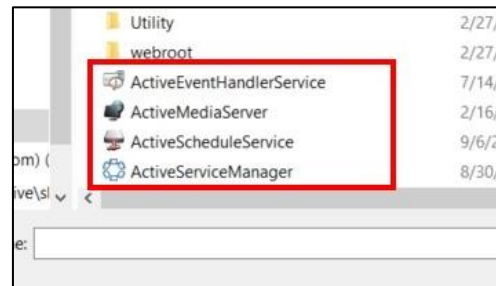 Utility 2/27/
webroot 2/27/
ActiveEventHandlerService 7/14/
ActiveMediaServer 2/16/
ActiveScheduleService 9/6/2
om) ( ActiveServiceManager 8/30/
ive\sl
e: